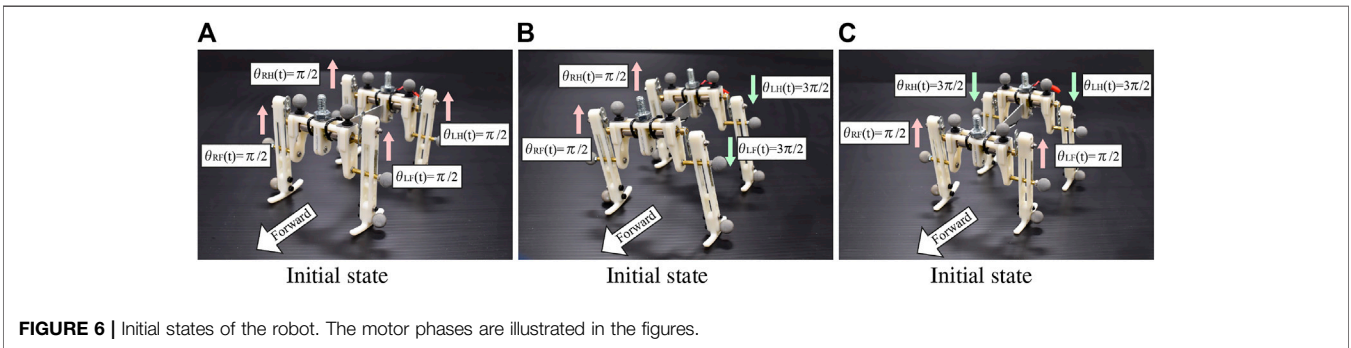 A
B
C
θRH(t)=π/2
θRF(t)=π/2
θLH(t)=π/2
θLF(t)=π/2
Forward
θRH(t)=π/2
θLH(t)=3π/2
θRF(t)=π/2
θLF(t)=3π/2
Forward
θRH(t)=3π/2
θLH(t)=3π/2
θRF(t)=π/2
θLF(t)=π/2
Forward
Initial state
Initial state
Initial state
FIGURE 6 | Initial states of the robot. The motor phases are illustrated in the figures.